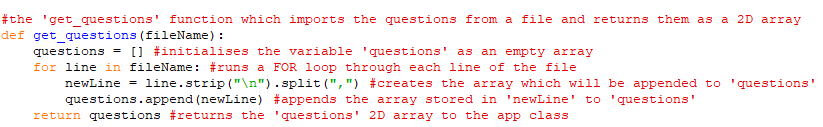 #the 'get_questions' function which imports the questions from a file and returns them as a 2D array
def get_questions(fileName):
    questions = [] #initialises the variable 'questions' as an empty array
    for line in fileName: #runs a FOR loop through each line of the file
        newLine = line.strip("\n").split(",") #creates the array which will be appended to 'questions'
        questions.append(newLine) #appends the array stored in 'newLine' to 'questions'
    return questions #returns the 'questions' 2D array to the app class